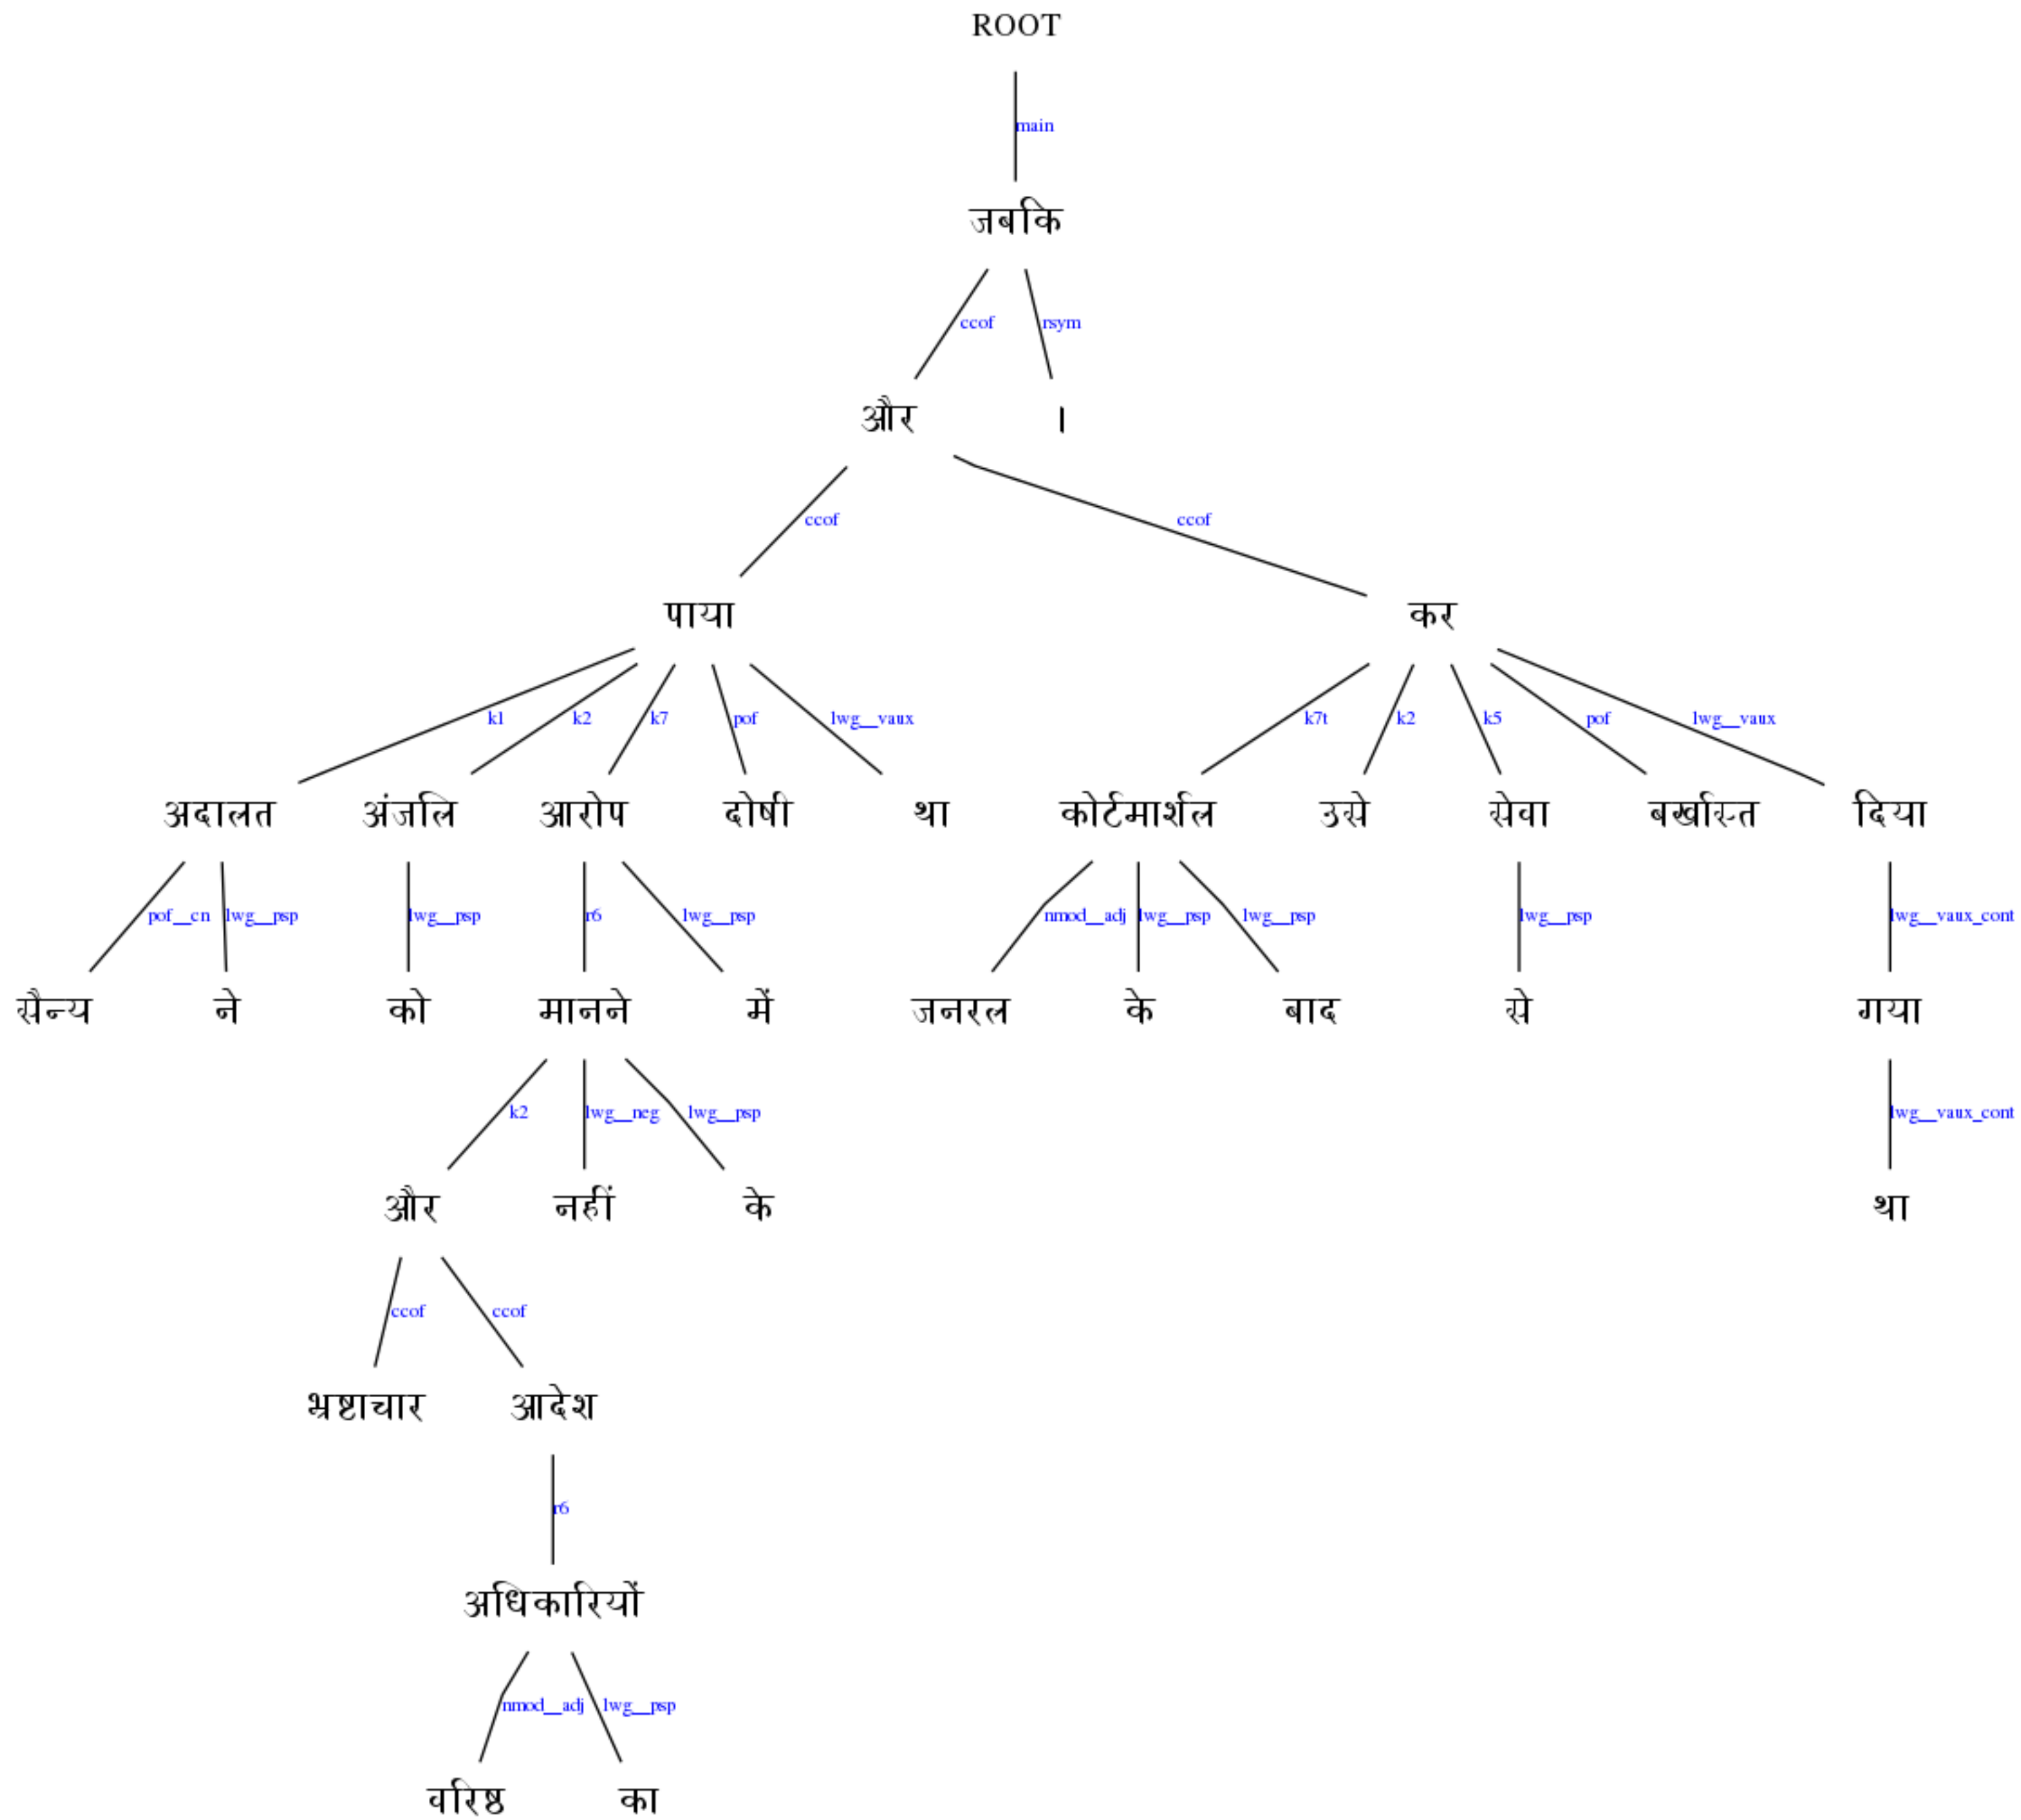 ROOT
main
जबकि
ccof rsym
और ।
ccof ccof
पाया कर
k1 k2 k7 pof lwg__vaux k7t k2 k5 pof lwg__vaux
अदालत अंजलि आरोप दोषी था कोर्टमार्शल उसे सेवा बर्खास्त दिया
pof__cn lwg__psp lwg__psp r6 lwg__psp nmod__adj lwg__psp lwg__psp lwg__psp lwg__vaux_cont
सैन्य ने को मानने में जनरल के बाद से गया
k2 lwg__neg lwg__psp lwg__vaux_cont
और नहीं के था
ccof ccof
भ्रष्टाचार आदेश
r6
अधिकारियों
nmod__adj lwg__psp
वरिष्ठ का